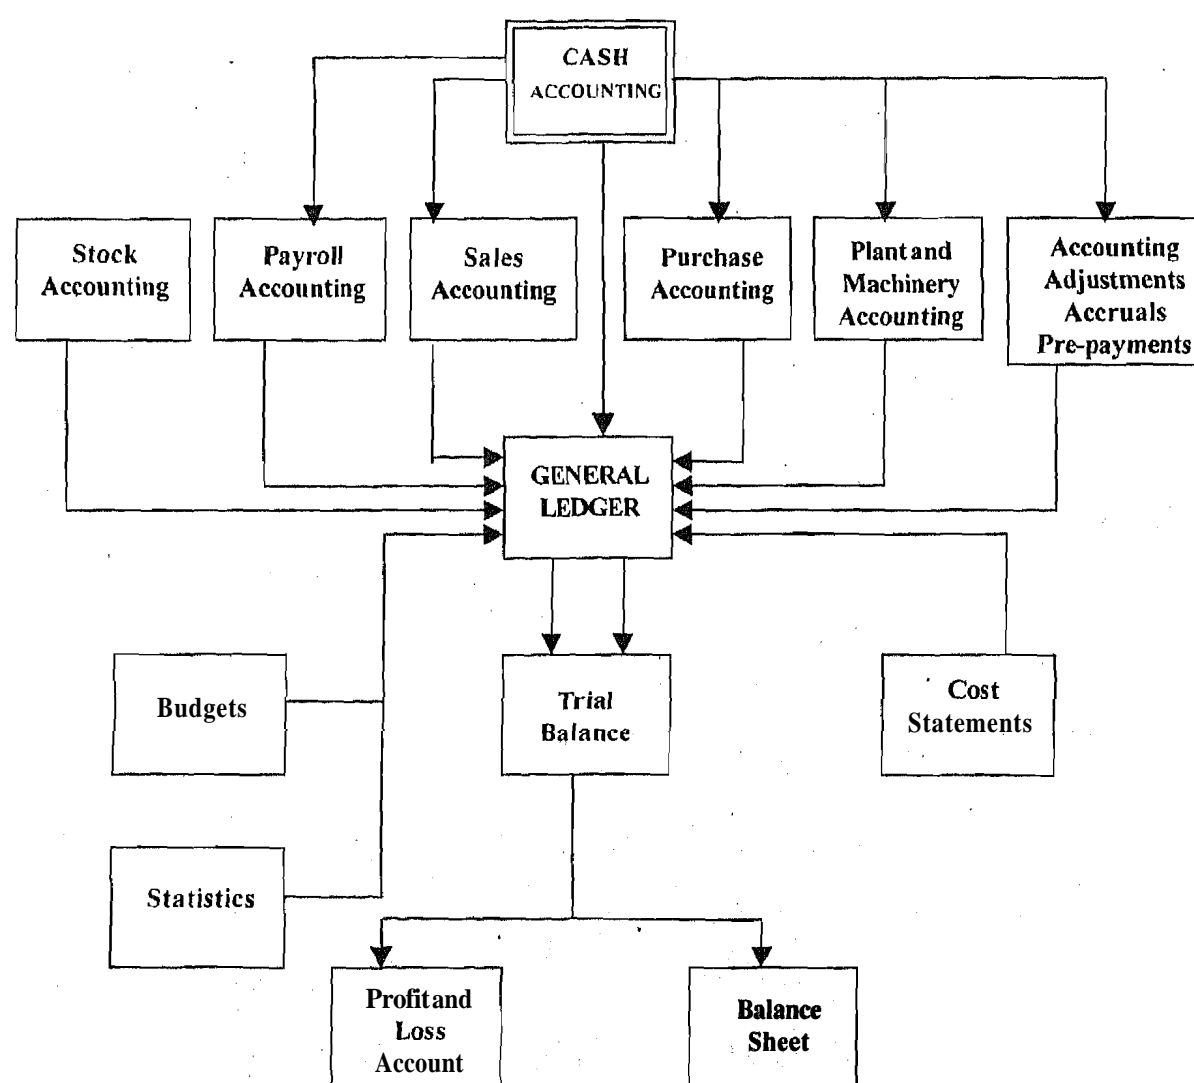 CASH
ACCOUNTING
Stock
Accounting
Payroll
Accounting
Sales
Accounting
Purchase
Accounting
Plant and
Machinery
Accounting
Accounting
Adjustments
Accruals
Pre-payments
GENERAL
LEDGER
Budgets
Trial
Balance
Cost
Statements
Statistics
Profit and
Loss
Account
Balance
Sheet